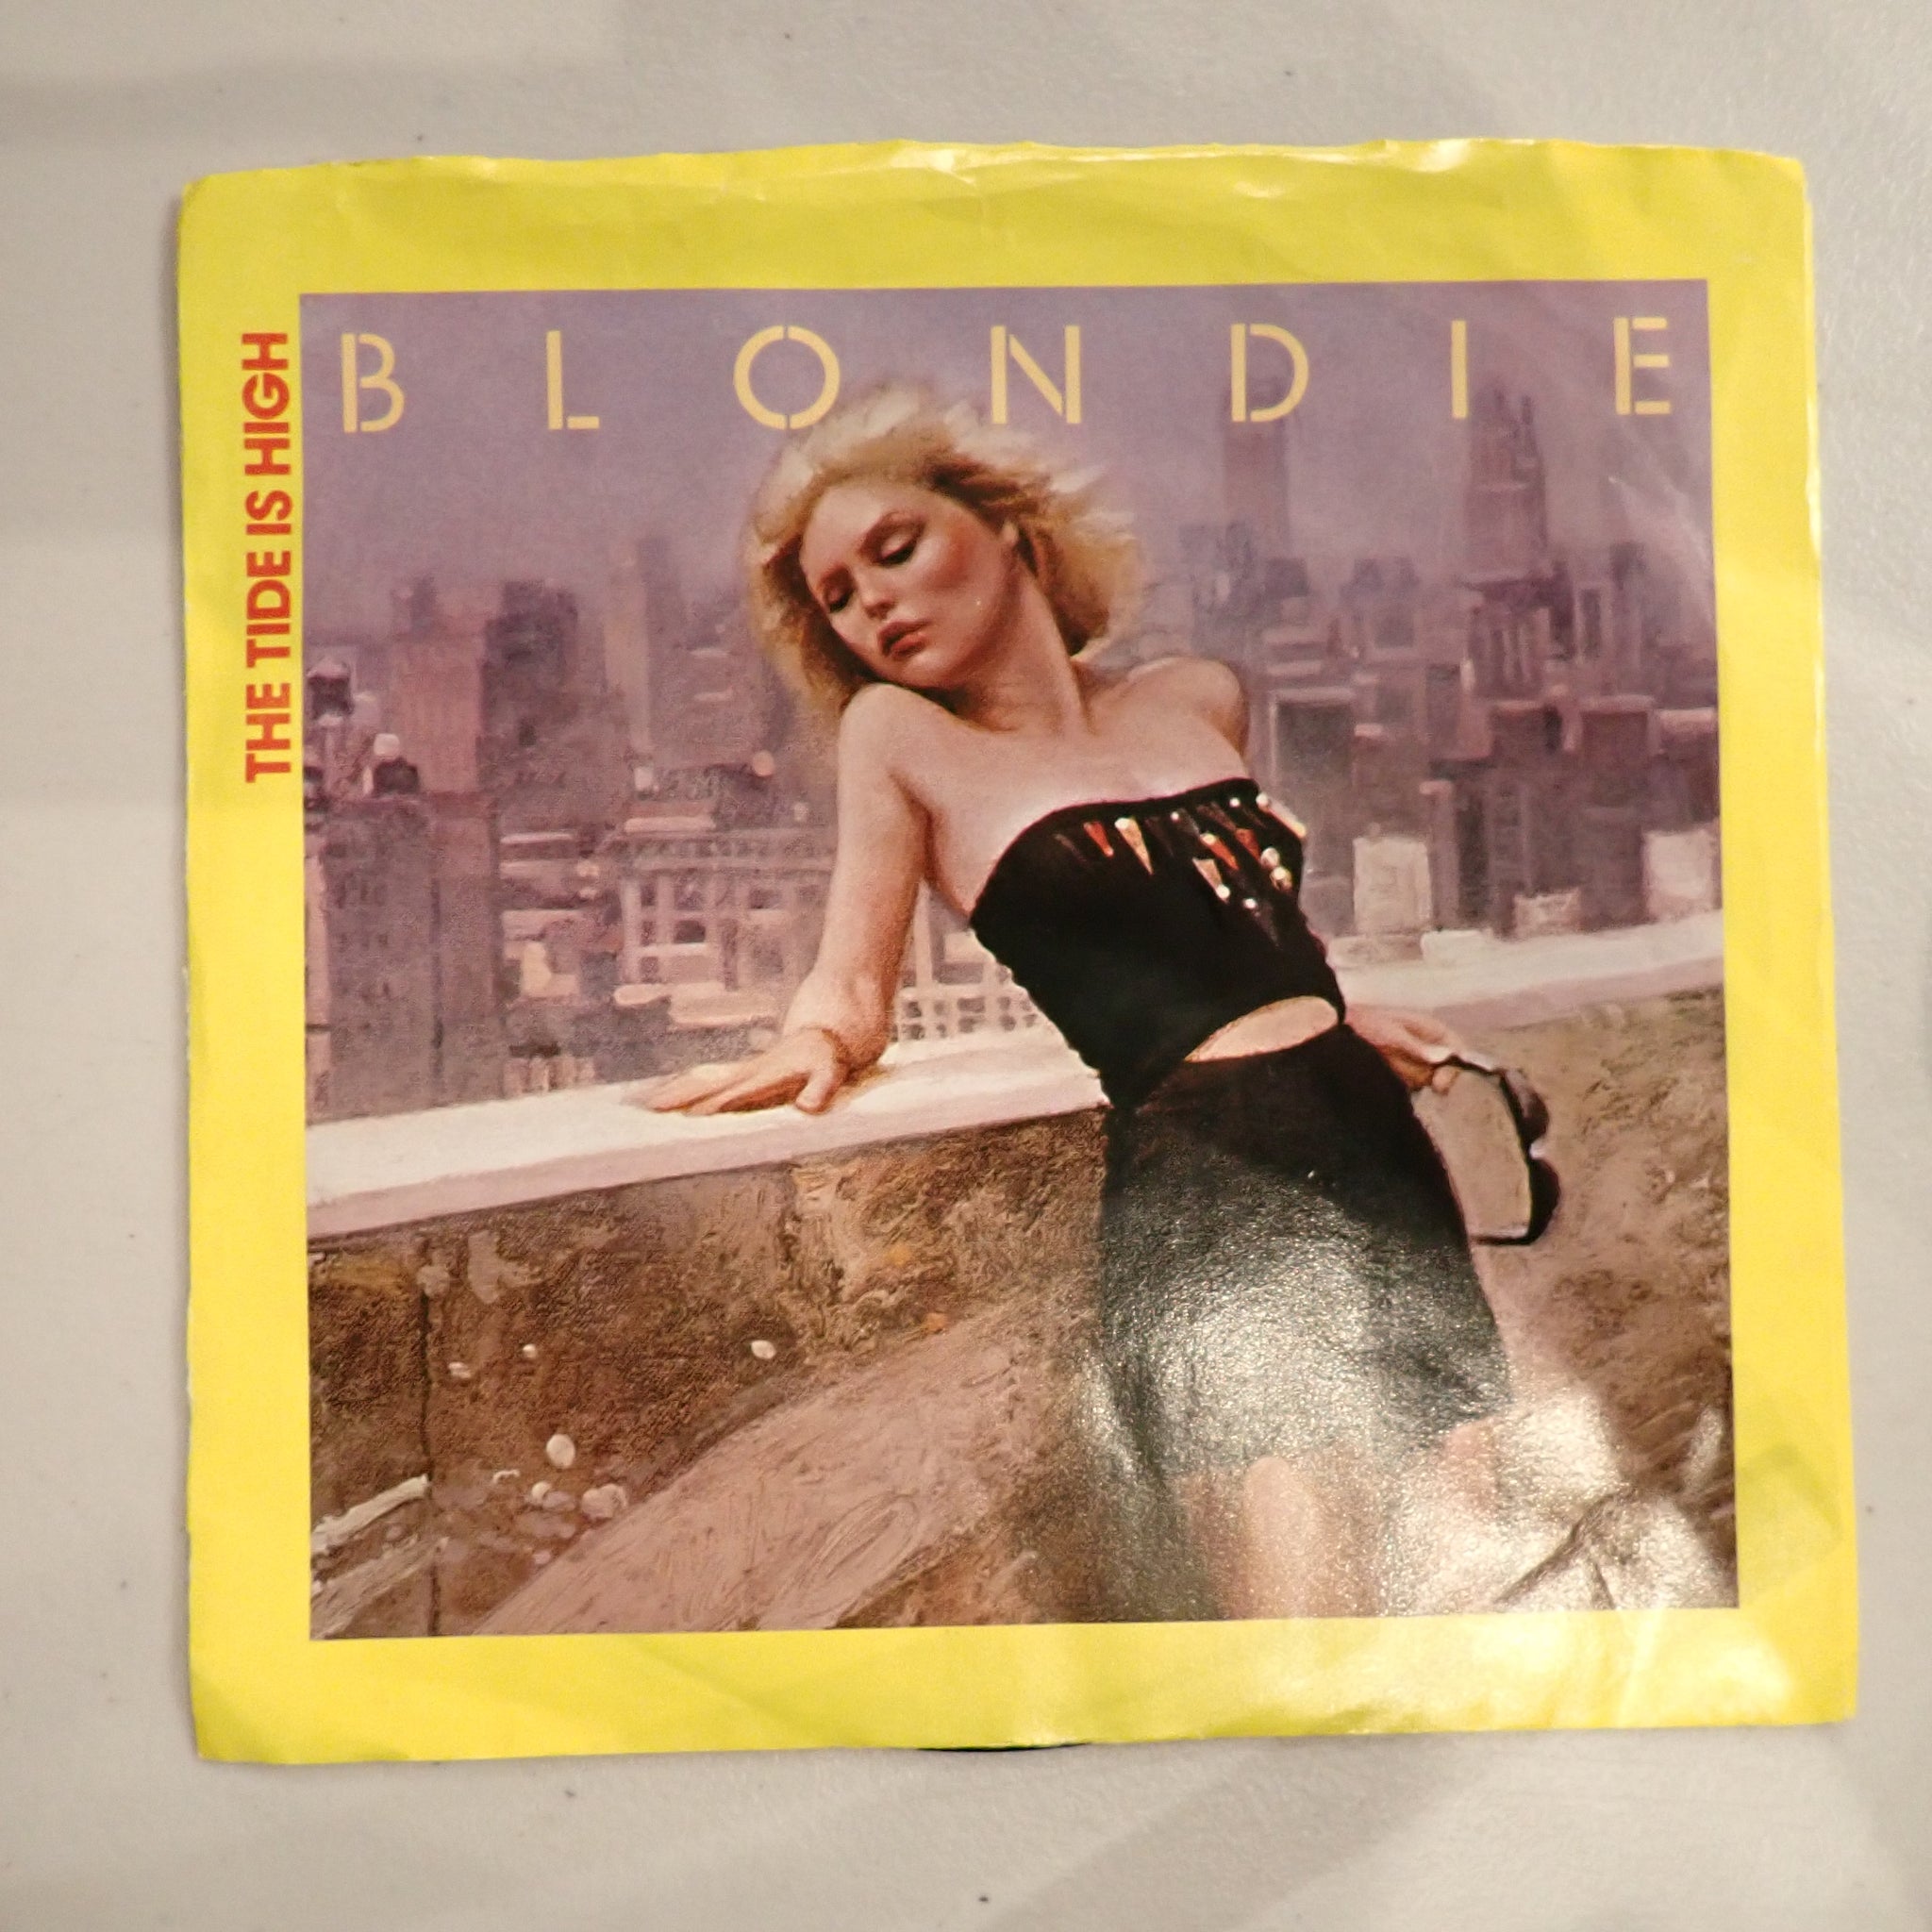 BLONDIE
THE TIDE IS HIGH